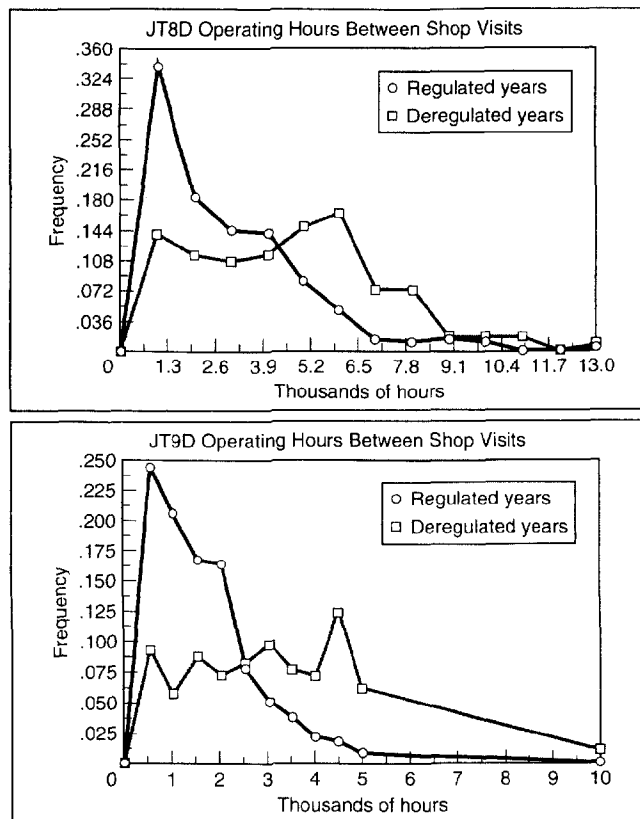 JT8D Operating Hours Between Shop Visits
.360
.324
.288
.252
.216
.180
.144
.108
.072
.036
Frequency
Regulated years
Deregulated years
0 1.3 2.6 3.9 5.2 6.5 7.8 9.1 10.4 11.7 13.0
Thousands of hours
JT9D Operating Hours Between Shop Visits
.250
.225
.200
.175
.150
.125
.100
.075
.050
.025
Frequency
Regulated years
Deregulated years
0 1 2 3 4 5 6 7 8 9 10
Thousands of hours